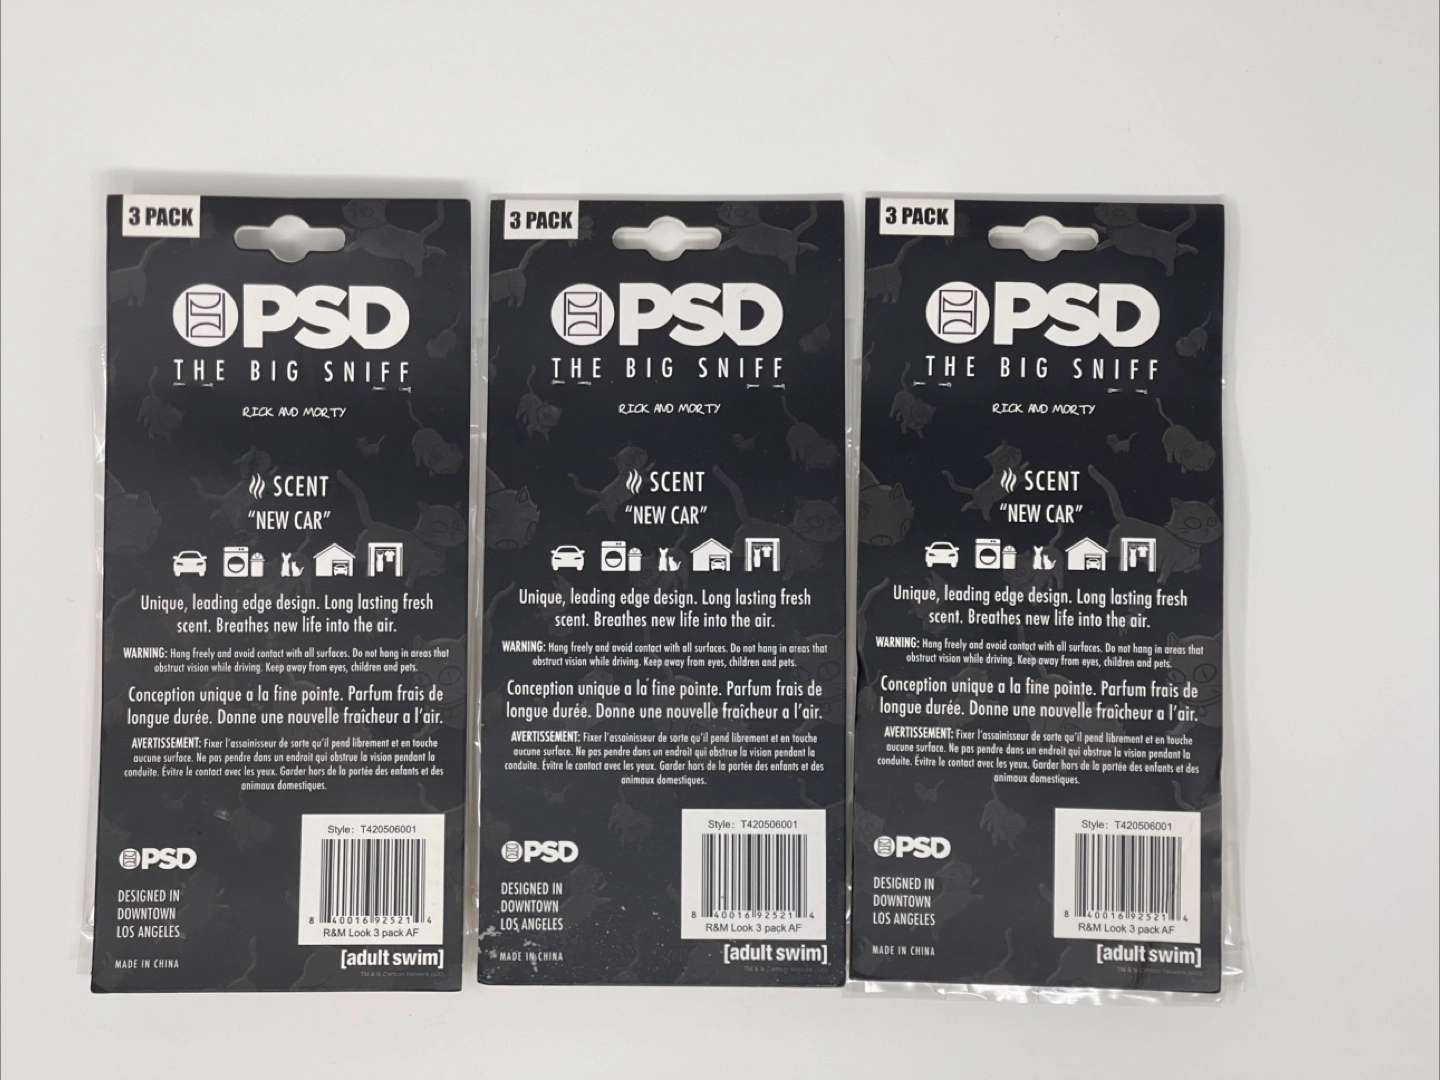 3 PACK
PSD
THE BIG SNIFF
RICK AND MORTY
SCENT
“NEW CAR”
Unique, leading edge design. Long lasting fresh
scent. Breathes new life into the air.
WARNING: Hang freely and avoid contact with all surfaces. Do not hang in areas that
obstruct vision while driving. Keep away from eyes, children and pets.
Conception unique a la fine pointe. Parfum frais de
longue durée. Donne une nouvelle fraîcheur a l’air.
AVERTISSEMENT: Fixer l’assainisseur de sorte qu’il pend librement et en touche
aucune surface. Ne pas pendre dans un endroit qui obstrue la vision pendant la
conduite. Évitre le contact avec les yeux. Garder hors de la portée des enfants et des
animaux domestiques.
Style: T420506001
8 40016 92521 4
R&M Look 3 pack AF
PSD
DESIGNED IN
DOWNTOWN
LOS ANGELES
MADE IN CHINA
[adult swim]
TM & © Cartoon Network
3 PACK
PSD
THE BIG SNIFF
RICK AND MORTY
SCENT
“NEW CAR”
Unique, leading edge design. Long lasting fresh
scent. Breathes new life into the air.
WARNING: Hang freely and avoid contact with all surfaces. Do not hang in areas that
obstruct vision while driving. Keep away from eyes, children and pets.
Conception unique a la fine pointe. Parfum frais de
longue durée. Donne une nouvelle fraîcheur a l’air.
AVERTISSEMENT: Fixer l’assainisseur de sorte qu’il pend librement et en touche
aucune surface. Ne pas pendre dans un endroit qui obstrue la vision pendant la
conduite. Évitre le contact avec les yeux. Garder hors de la portée des enfants et des
animaux domestiques.
Style: T420506001
8 40016 92521 4
R&M Look 3 pack AF
PSD
DESIGNED IN
DOWNTOWN
LOS ANGELES
MADE IN CHINA
[adult swim]
TM & © Cartoon Network
3 PACK
PSD
THE BIG SNIFF
RICK AND MORTY
SCENT
“NEW CAR”
Unique, leading edge design. Long lasting fresh
scent. Breathes new life into the air.
WARNING: Hang freely and avoid contact with all surfaces. Do not hang in areas that
obstruct vision while driving. Keep away from eyes, children and pets.
Conception unique a la fine pointe. Parfum frais de
longue durée. Donne une nouvelle fraîcheur a l’air.
AVERTISSEMENT: Fixer l’assainisseur de sorte qu’il pend librement et en touche
aucune surface. Ne pas pendre dans un endroit qui obstrue la vision pendant la
conduite. Évitre le contact avec les yeux. Garder hors de la portée des enfants et des
animaux domestiques.
Style: T420506001
8 40016 92521 4
R&M Look 3 pack AF
PSD
DESIGNED IN
DOWNTOWN
LOS ANGELES
MADE IN CHINA
[adult swim]
TM & © Cartoon Network